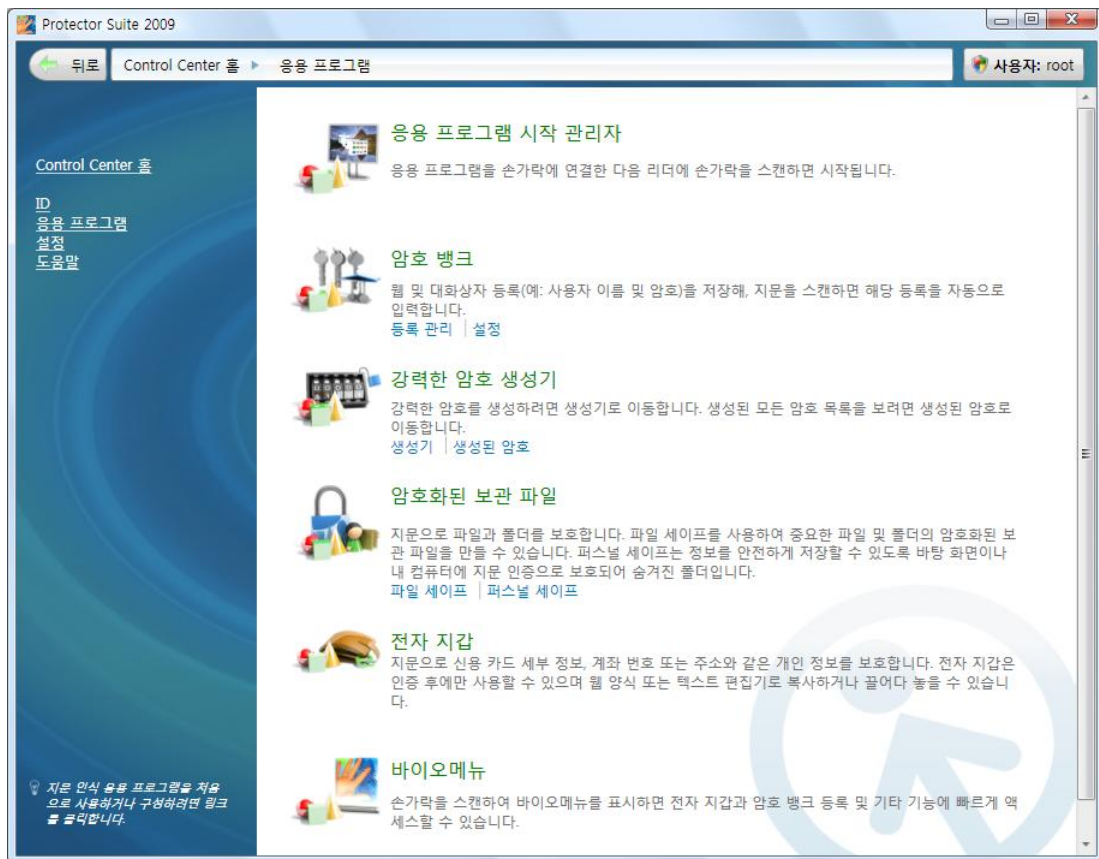 Protector Suite 2009
뒤로 Control Center 홈 ▶ 응용 프로그램 사용자: root
Control Center 홈
ID
응용 프로그램
설정
도움말
응용 프로그램 시작 관리자
응용 프로그램을 손가락에 연결한 다음 리더에 손가락을 스캔하면 시작됩니다.
암호 뱅크
웹 및 대화상자 등록(예: 사용자 이름 및 암호)을 저장해, 지문을 스캔하면 해당 등록을 자동으로
입력합니다.
등록 관리 | 설정
강력한 암호 생성기
강력한 암호를 생성하려면 생성기로 이동합니다. 생성된 모든 암호 목록을 보려면 생성된 암호로
이동합니다.
생성기 | 생성된 암호
암호화된 보관 파일
지문으로 파일과 폴더를 보호합니다. 파일 세이프를 사용하여 중요한 파일 및 폴더의 암호화된 보
관 파일을 만들 수 있습니다. 퍼스널 세이프는 정보를 안전하게 저장할 수 있도록 바탕 화면이나
내 컴퓨터에 지문 인증으로 보호되어 숨겨진 폴더입니다.
파일 세이프 | 퍼스널 세이프
전자 지갑
지문으로 신용 카드 세부 정보, 계좌 번호 또는 주소와 같은 개인 정보를 보호합니다. 전자 지갑은
인증 후에만 사용할 수 있으며 웹 양식 또는 텍스트 편집기로 복사하거나 끌어다 놓을 수 있습니
다.
바이오메뉴
손가락을 스캔하여 바이오메뉴를 표시하면 전자 지갑과 암호 뱅크 등록 및 기타 기능에 빠르게 액
세스할 수 있습니다.
지문 인식 응용 프로그램을 처음
으로 사용하거나 구성하려면 링크
를 클릭합니다.